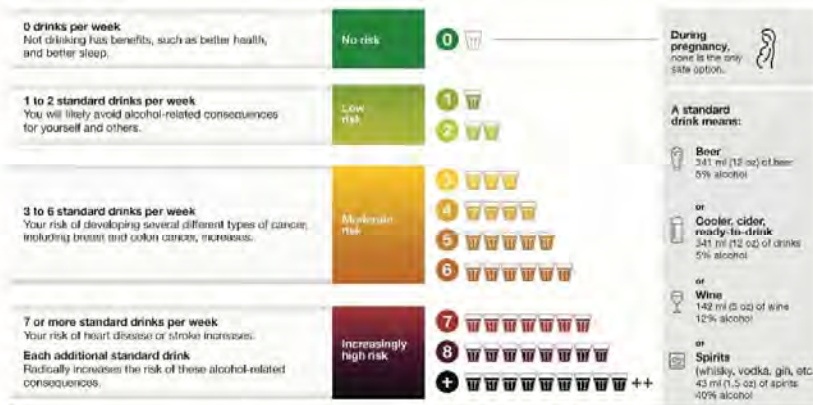 0 drinks per week
Not drinking has benefits, such as better health,
and better sleep.
No risk
0
During
pregnancy,
none is the only
safe option.
1 to 2 standard drinks per week
You will likely avoid alcohol-related consequences
for yourself and others.
Low
risk
1
2
3 to 6 standard drinks per week
Your risk of developing several different types of cancer,
including breast and colon cancer, increases.
Moderate
risk
3
4
5
6
7 or more standard drinks per week
Your risk of heart disease or stroke increases.
Each additional standard drink
Radically increases the risk of these alcohol-related
consequences.
Increasingly
high risk
7
8
+
++
A standard
drink means:
Beer
341 ml (12 oz) of beer
5% alcohol
or
Cooler, cider,
ready-to-drink
341 ml (12 oz) of drinks
5% alcohol
or
Wine
142 ml (5 oz) of wine
12% alcohol
or
Spirits
(whisky, vodka, gin, etc
43 ml (1.5 oz) of spirits
40% alcohol